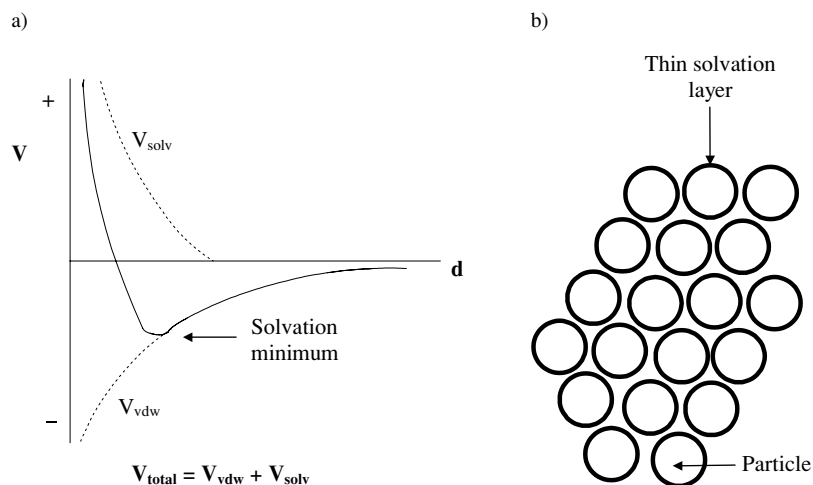 a)
+
V
V_solv
d
Solvation
minimum
V_vdw
–
V_total = V_vdw + V_solv
b)
Thin solvation
layer
Particle